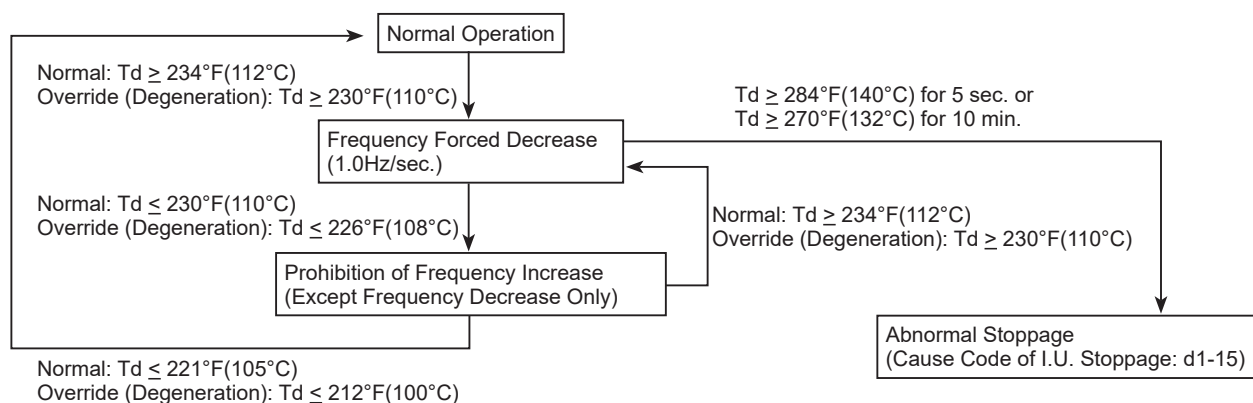 Normal Operation
Normal: Td ≥ 234°F(112°C)
Override (Degeneration): Td ≥ 230°F(110°C)
Td ≥ 284°F(140°C) for 5 sec. or
Td ≥ 270°F(132°C) for 10 min.
Frequency Forced Decrease
(1.0Hz/sec.)
Normal: Td ≤ 230°F(110°C)
Override (Degeneration): Td ≤ 226°F(108°C)
Normal: Td ≥ 234°F(112°C)
Override (Degeneration): Td ≥ 230°F(110°C)
Prohibition of Frequency Increase
(Except Frequency Decrease Only)
Abnormal Stoppage
(Cause Code of I.U. Stoppage: d1-15)
Normal: Td ≤ 221°F(105°C)
Override (Degeneration): Td ≤ 212°F(100°C)